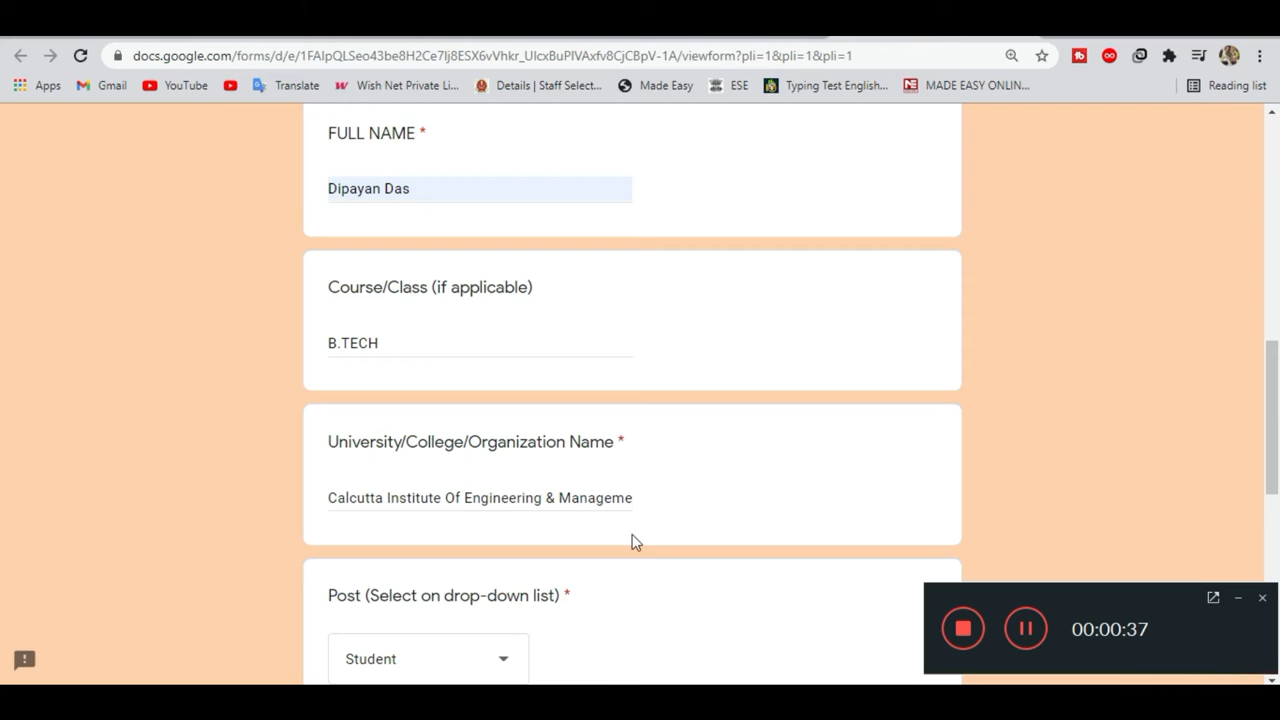 docs.google.com/forms/d/e/1FAIpQLSeo43be8H2Ce7Ij8ESX6vVhkr_UlcxBuPlVAxfv8CjCBpV-1A/viewform?pli=1&pli=1&pli=1
Apps Gmail YouTube Translate Wish Net Private Li... Details | Staff Select... Made Easy ESE Typing Test English... MADE EASY ONLIN... Reading list
FULL NAME *
Dipayan Das
Course/Class (if applicable)
B.TECH
University/College/Organization Name *
Calcutta Institute Of Engineering & Manageme
Post (Select on drop-down list) *
Student
00:00:37